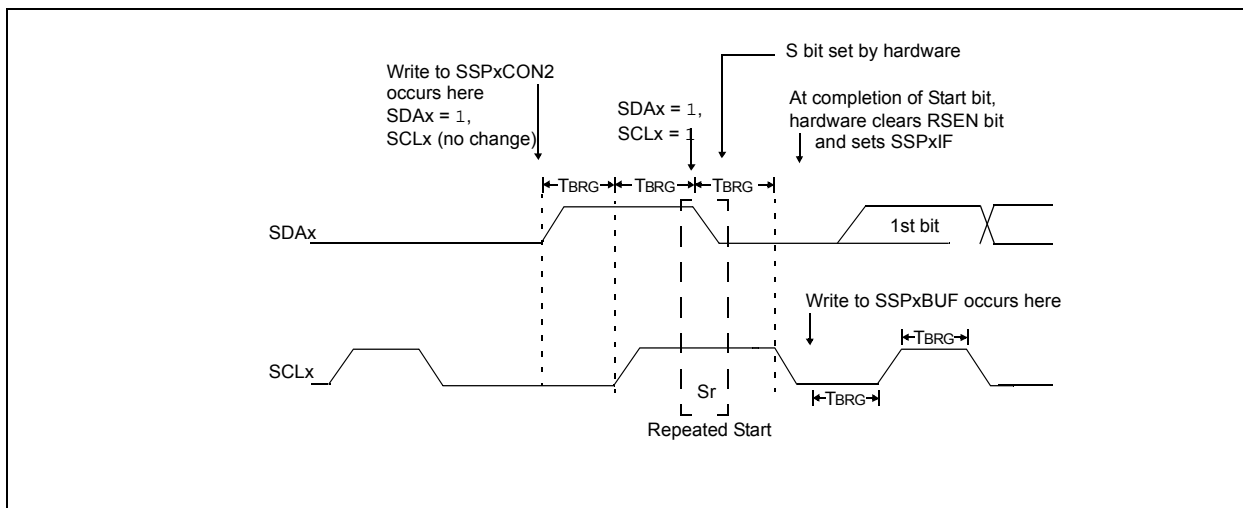 S bit set by hardware
Write to SSPxCON2
occurs here
SDAx = 1,
SCLx (no change)
SDAx = 1,
SCLx = 1
At completion of Start bit,
hardware clears RSEN bit
and sets SSPxIF
TBRG TBRG TBRG
SDAx
1st bit
Write to SSPxBUF occurs here
TBRG
SCLx
Sr
TBRG
Repeated Start